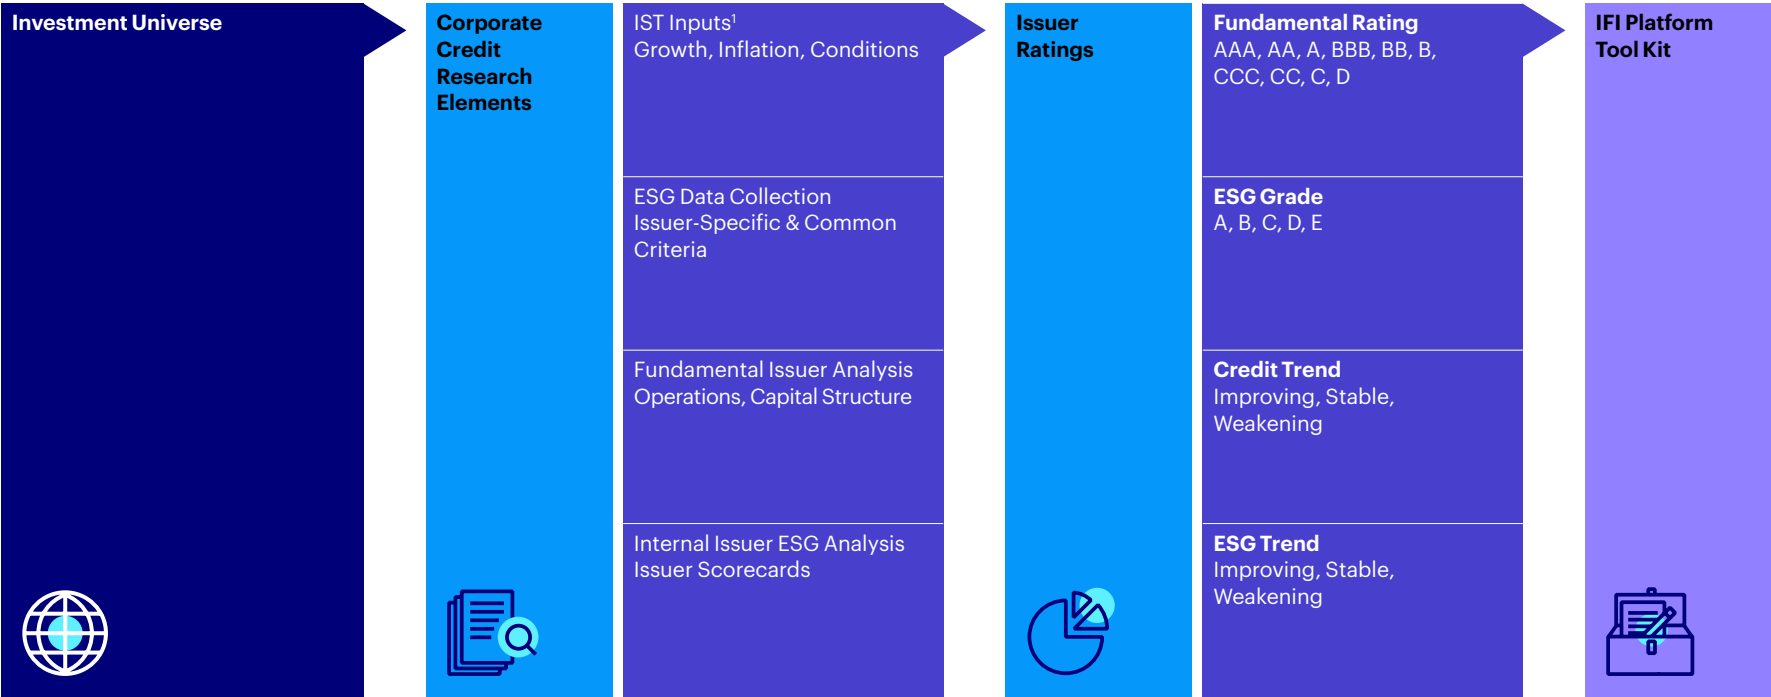 Investment Universe
Corporate
Credit
Research
Elements
IST Inputs¹
Growth, Inflation, Conditions
ESG Data Collection
Issuer-Specific & Common
Criteria
Fundamental Issuer Analysis
Operations, Capital Structure
Internal Issuer ESG Analysis
Issuer Scorecards
Issuer
Ratings
Fundamental Rating
AAA, AA, A, BBB, BB, B,
CCC, CC, C, D
ESG Grade
A, B, C, D, E
Credit Trend
Improving, Stable,
Weakening
ESG Trend
Improving, Stable,
Weakening
IFI Platform
Tool Kit